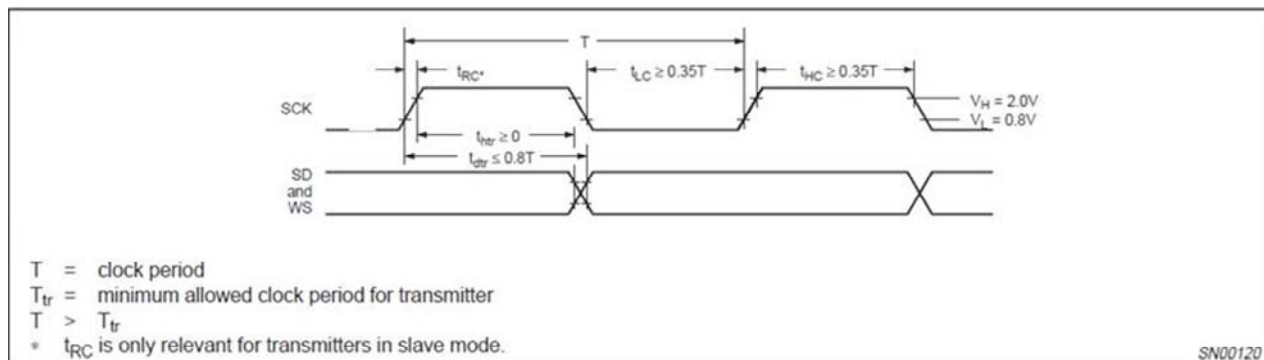 T
tRC*
tLC ≥ 0.35T
tHC ≥ 0.35T
SCK
VH = 2.0V
VL = 0.8V
thtr ≥ 0
tdtr ≤ 0.8T
SD
and
WS
T = clock period
Ttr = minimum allowed clock period for transmitter
T > Ttr
* tRC is only relevant for transmitters in slave mode.
SN00120